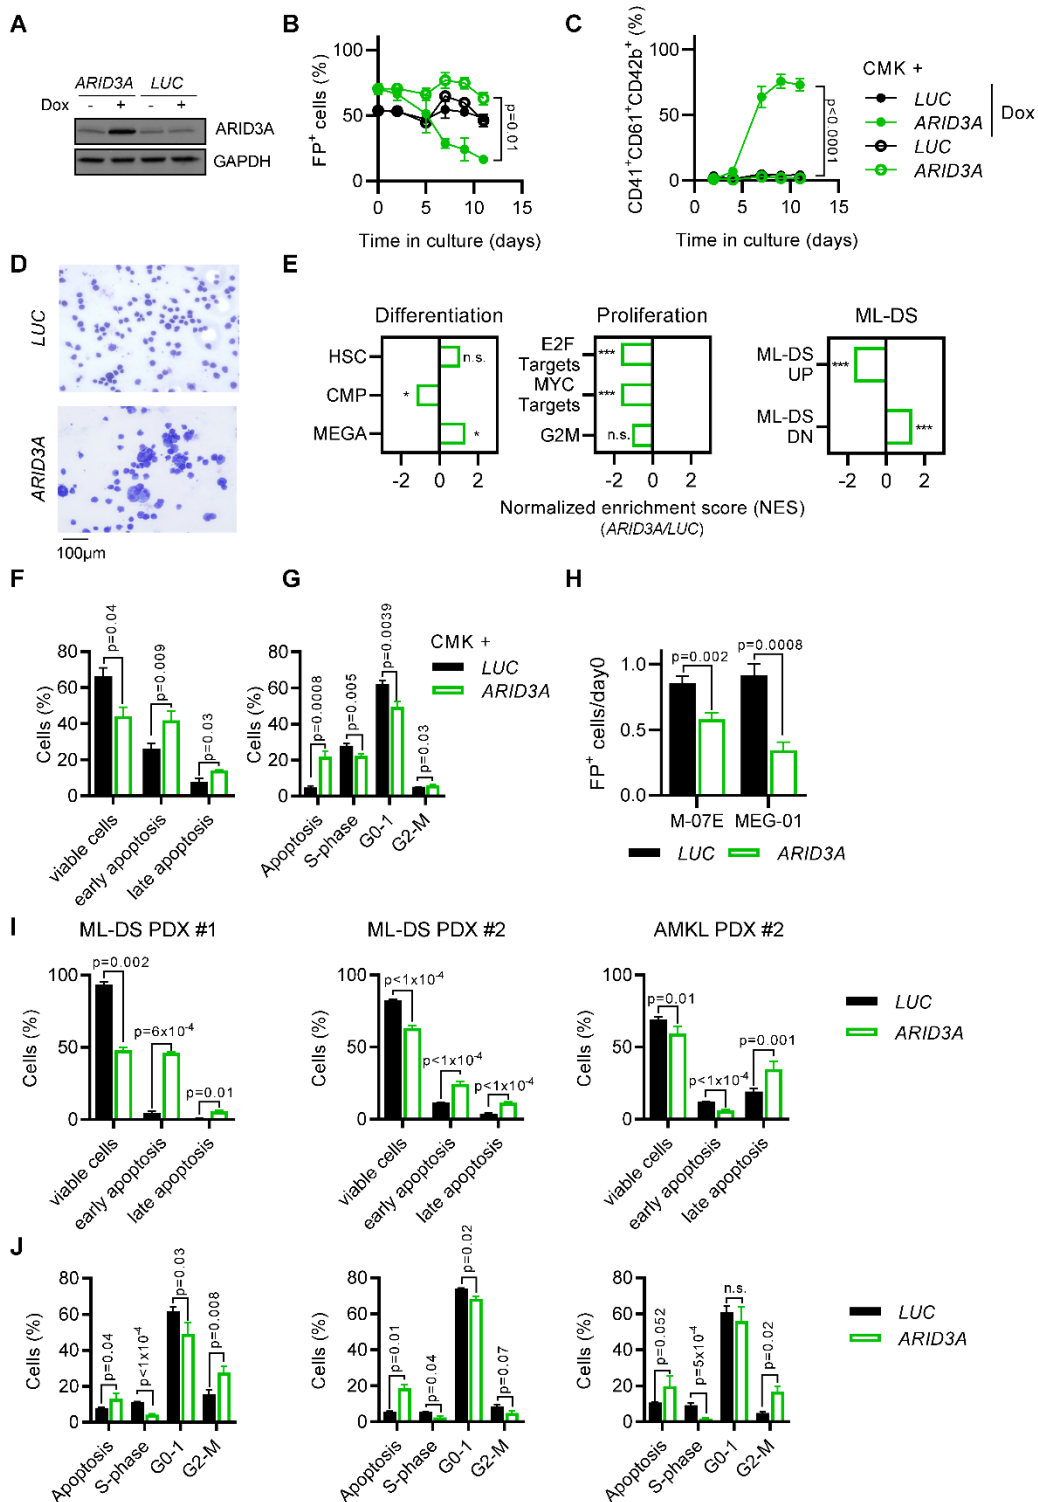 A
ARID3A LUC
Dox - + - +
ARID3A
GAPDH
B
FP+ cells (%)
100
50
0
0 5 10 15
Time in culture (days)
p=0.01
C
CD41+CD61+CD42b+ (%)
100
50
0
0 5 10 15
Time in culture (days)
p<0.0001
CMK +
LUC
ARID3A
Dox
LUC
ARID3A
D
LUC
ARID3A
100µm
E
Differentiation
HSC n.s.
CMP *
MEGA *
-2 0 2
Proliferation
E2F Targets ***
MYC Targets ***
G2M n.s.
-2 0 2
ML-DS
ML-DS UP ***
ML-DS DN ***
-2 0 2
Normalized enrichment score (NES)
(ARID3A/LUC)
F
Cells (%)
80
60
40
20
0
p=0.04
p=0.009
p=0.03
viable cells
early apoptosis
late apoptosis
G
Cells (%)
80
60
40
20
0
p=0.0008
p=0.005
p=0.0039
p=0.03
Apoptosis
S-phase
G0-1
G2-M
CMK +
LUC
ARID3A
H
FP+ cells/day0
1.0
0.5
0.0
p=0.002
p=0.0008
M-07E MEG-01
LUC ARID3A
I
ML-DS PDX #1
Cells (%)
100
50
0
p=0.002
p=6x10-4
p=0.01
viable cells
early apoptosis
late apoptosis
ML-DS PDX #2
Cells (%)
100
50
0
p<1x10-4
p<1x10-4
p<1x10-4
viable cells
early apoptosis
late apoptosis
AMKL PDX #2
Cells (%)
100
50
0
p=0.01
p<1x10-4
p=0.001
viable cells
early apoptosis
late apoptosis
LUC
ARID3A
J
Cells (%)
80
60
40
20
0
p=0.04
p<1x10-4
p=0.03
p=0.008
Apoptosis
S-phase
G0-1
G2-M
Cells (%)
80
60
40
20
0
p=0.01
p=0.04
p=0.02
p=0.07
Apoptosis
S-phase
G0-1
G2-M
Cells (%)
80
60
40
20
0
p=0.052
p=5x10-4
n.s.
p=0.02
Apoptosis
S-phase
G0-1
G2-M
LUC
ARID3A